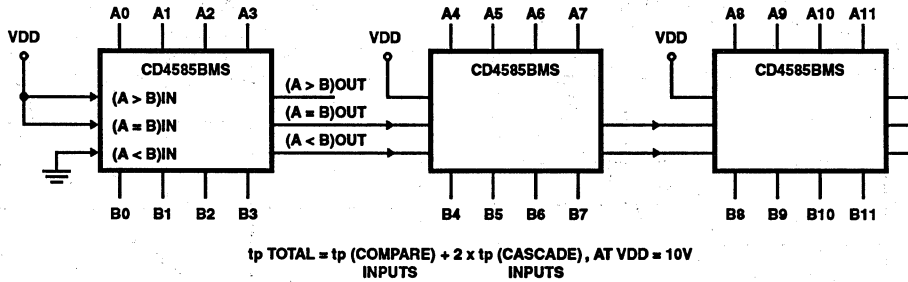 A0 A1 A2 A3 A4 A5 A6 A7 A8 A9 A10 A11
VDD VDD VDD
CD4585BMS CD4585BMS CD4585BMS
(A > B)IN (A > B)OUT
(A = B)IN (A = B)OUT
(A < B)IN (A < B)OUT
B0 B1 B2 B3 B4 B5 B6 B7 B8 B9 B10 B11
tp TOTAL = tp (COMPARE) + 2 x tp (CASCADE), AT VDD = 10V
INPUTS INPUTS